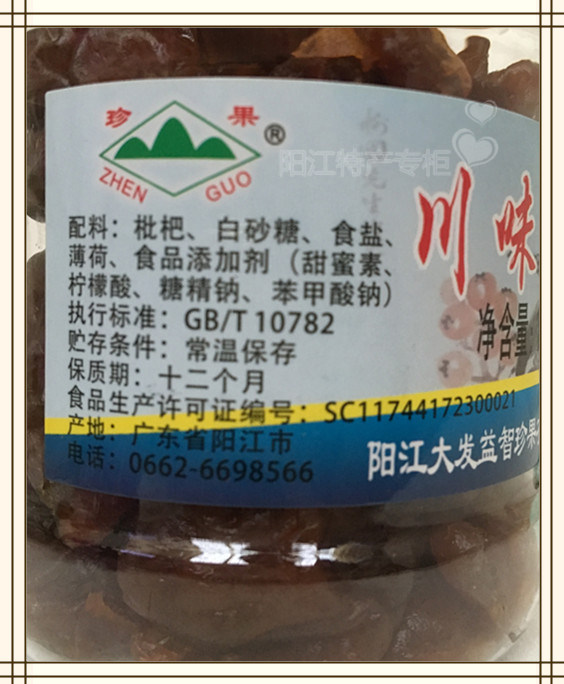 珍 果
®
ZHEN GUO
阳江特产专柜
川味
净含量
配料：枇杷、白砂糖、食盐、
薄荷、食品添加剂（甜蜜素、
柠檬酸、糖精钠、苯甲酸钠）
执行标准：GB/T 10782
贮存条件：常温保存
保质期：十二个月
食品生产许可证编号：SC11744172300021
产地：广东省阳江市
电话：0662-6698566
阳江大发益智珍果